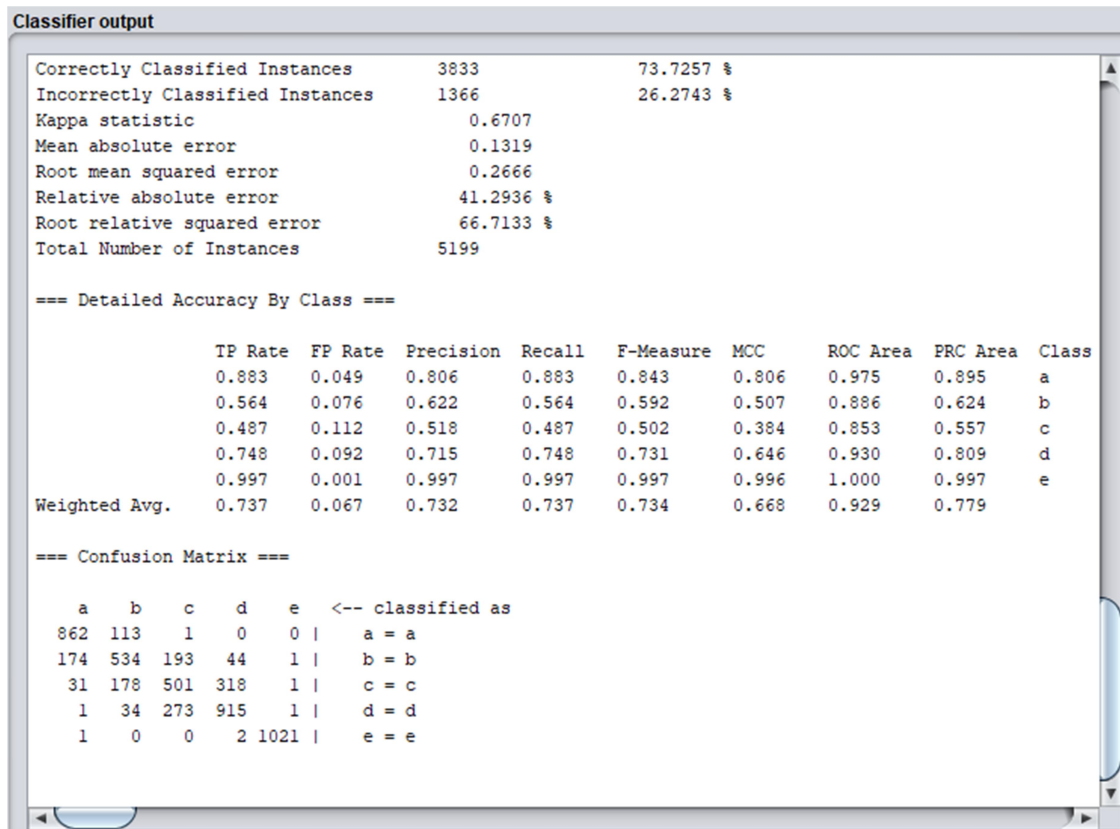 Classifier output
Correctly Classified Instances 3833 73.7257 %
Incorrectly Classified Instances 1366 26.2743 %
Kappa statistic 0.6707
Mean absolute error 0.1319
Root mean squared error 0.2666
Relative absolute error 41.2936 %
Root relative squared error 66.7133 %
Total Number of Instances 5199
=== Detailed Accuracy By Class ===
TP Rate FP Rate Precision Recall F-Measure MCC ROC Area PRC Area Class
0.883 0.049 0.806 0.883 0.843 0.806 0.975 0.895 a
0.564 0.076 0.622 0.564 0.592 0.507 0.886 0.624 b
0.487 0.112 0.518 0.487 0.502 0.384 0.853 0.557 c
0.748 0.092 0.715 0.748 0.731 0.646 0.930 0.809 d
0.997 0.001 0.997 0.997 0.997 0.996 1.000 0.997 e
Weighted Avg. 0.737 0.067 0.732 0.737 0.734 0.668 0.929 0.779
=== Confusion Matrix ===
a b c d e <-- classified as
862 113 1 0 0 | a = a
174 534 193 44 1 | b = b
31 178 501 318 1 | c = c
1 34 273 915 1 | d = d
1 0 0 2 1021 | e = e